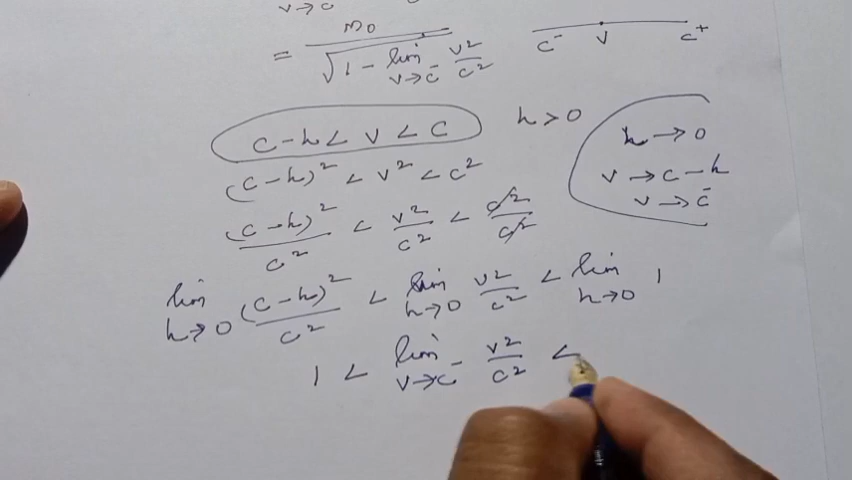 v→c
= m₀ / √(1 - lim v→c⁻ v²/c²)
c⁻ v c⁺
c - h < v < c h > 0
(c - h)² < v² < c²
(c - h)²/c² < v²/c² < c²/c²
h → 0
v → c - h
v → c⁻
lim h→0 (c - h)²/c² < lim h→0 v²/c² < lim h→0 1
1 < lim v→c⁻ v²/c² <